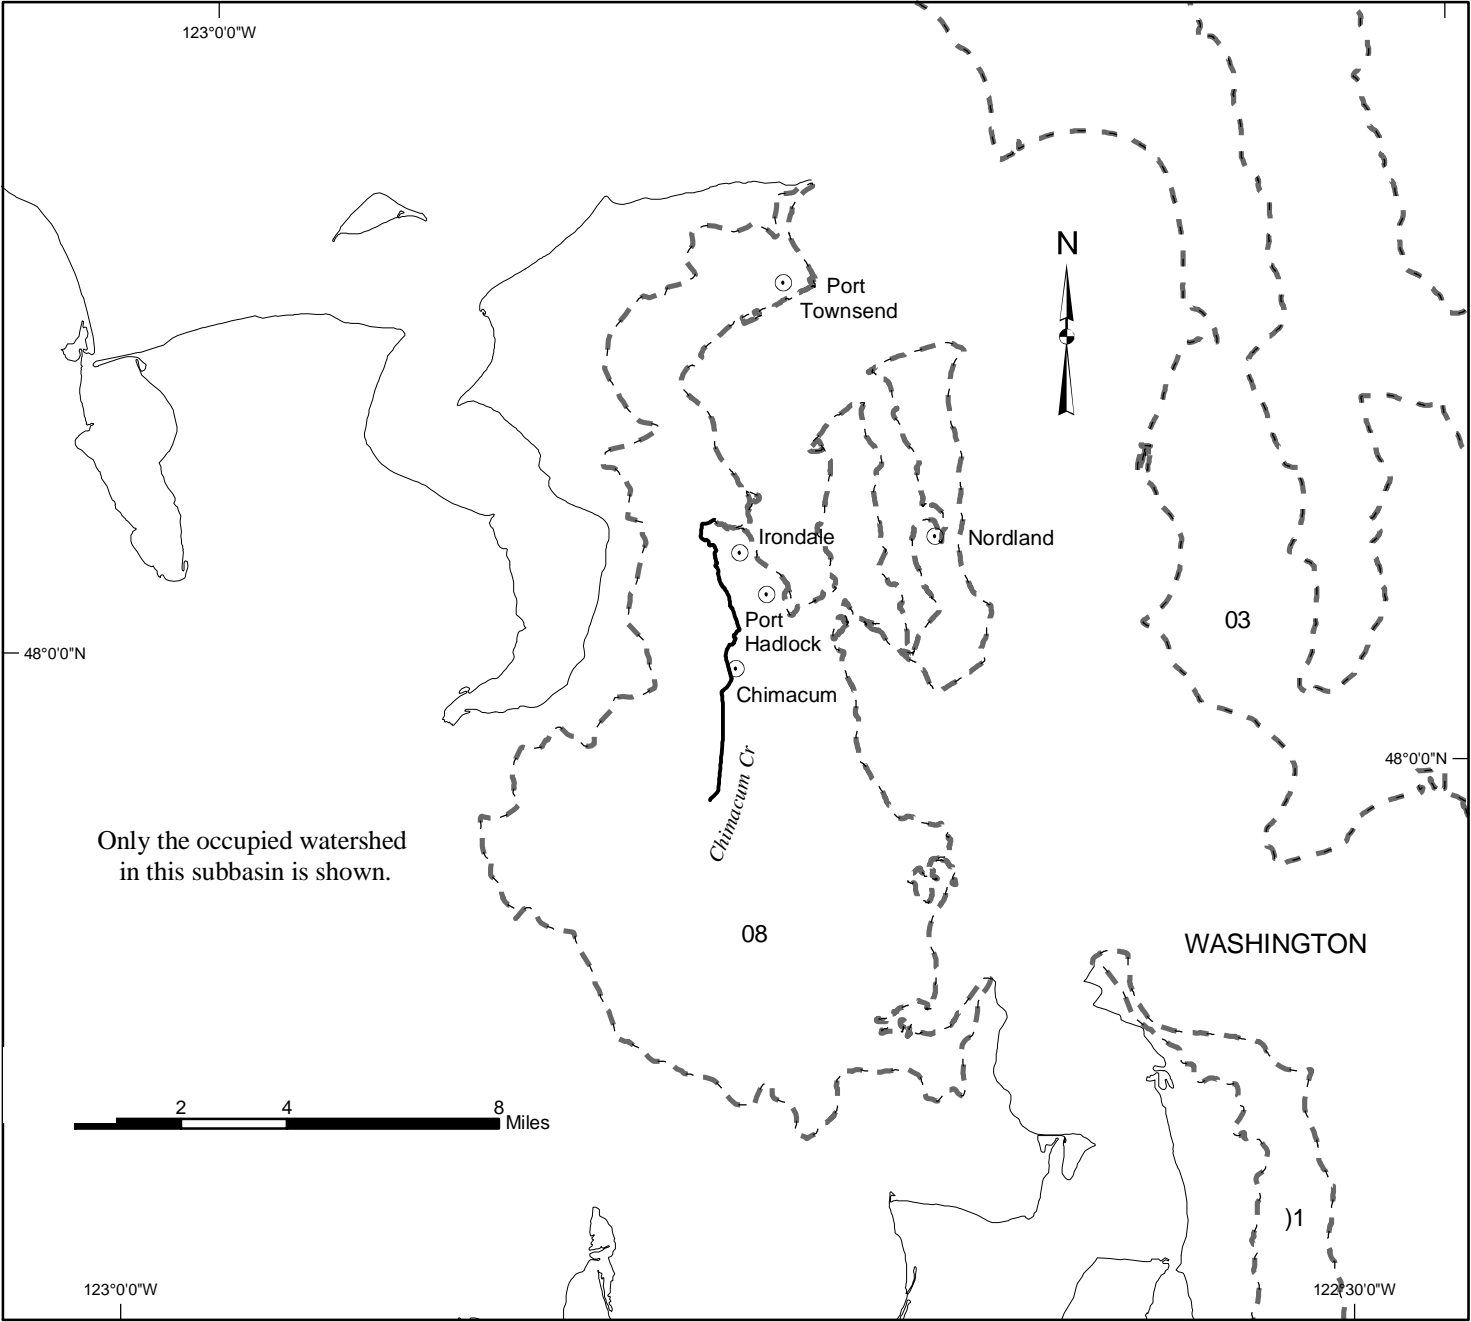 123°0'0"W
N
Port
Townsend
Irondale
Nordland
Port
Hadlock
03
48°0'0"N
Chimacum
48°0'0"N
Chimacum Cr
Only the occupied watershed
in this subbasin is shown.
08
WASHINGTON
2 4 8
Miles
)1
123°0'0"W
122°30'0"W